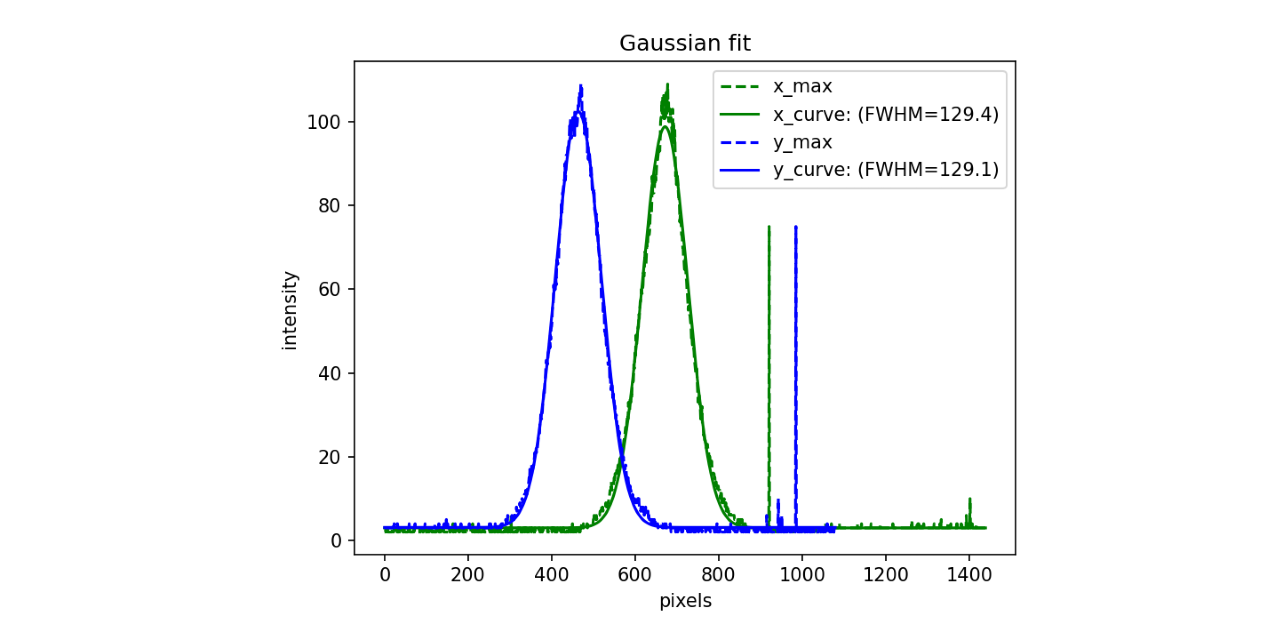 Gaussian fit
x_max
x_curve: (FWHM=129.4)
y_max
y_curve: (FWHM=129.1)
intensity
100
80
60
40
20
0
0 200 400 600 800 1000 1200 1400
pixels